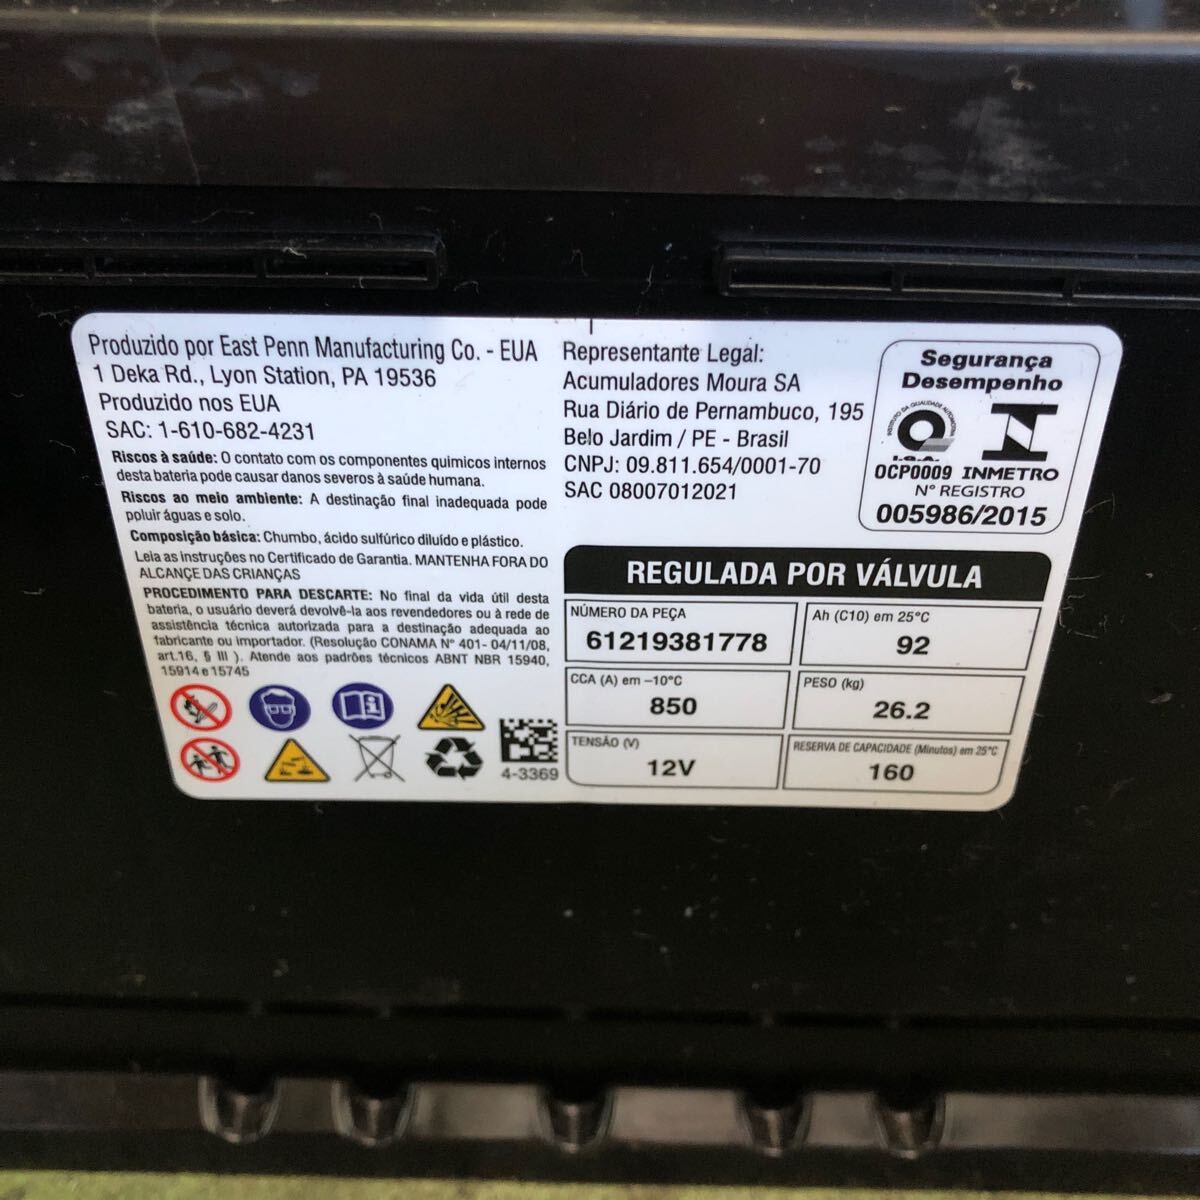 Produzido por East Penn Manufacturing Co. - EUA
1 Deka Rd., Lyon Station, PA 19536
Produzido nos EUA
SAC: 1-610-682-4231
Riscos à saúde: O contato com os componentes quimicos internos
desta bateria pode causar danos severos à saúde humana.
Riscos ao meio ambiente: A destinação final inadequada pode
poluir águas e solo.
Composição básica: Chumbo, ácido sulfúrico diluído e plástico.
Leia as instruções no Certificado de Garantia. MANTENHA FORA DO
ALCANÇE DAS CRIANÇAS
PROCEDIMENTO PARA DESCARTE: No final da vida útil desta
bateria, o usuário deverá devolvê-la aos revendedores ou à rede de
assistência técnica autorizada para a destinação adequada ao
fabricante ou importador. (Resolução CONAMA N° 401- 04/11/08,
art.16, § III ). Atende aos padrões técnicos ABNT NBR 15940,
15914 e 15745
4-3369
Representante Legal:
Acumuladores Moura SA
Rua Diário de Pernambuco, 195
Belo Jardim / PE - Brasil
CNPJ: 09.811.654/0001-70
SAC 08007012021
Segurança
Desempenho
INSTITUTO DA QUALIDADE AUTOMOTIVA
I.Q.A.
OCP0009 INMETRO
N° REGISTRO
005986/2015
REGULADA POR VÁLVULA
NÚMERO DA PEÇA
61219381778
Ah (C10) em 25°C
92
CCA (A) em -10°C
850
PESO (kg)
26.2
TENSÃO (V)
12V
RESERVA DE CAPACIDADE (Minutos) em 25°C
160